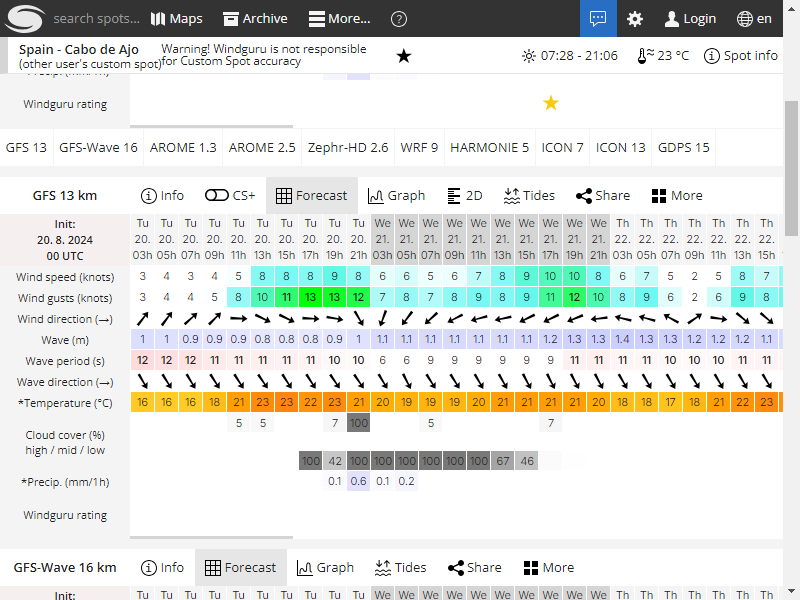 search spots... Maps Archive More... ? Login en
Spain - Cabo de Ajo
(other user's custom spot)
Warning! Windguru is not responsible
for Custom Spot accuracy
07:28 - 21:06 23 °C Spot info
Windguru rating
GFS 13 GFS-Wave 16 AROME 1.3 AROME 2.5 Zephr-HD 2.6 WRF 9 HARMONIE 5 ICON 7 ICON 13 GDPS 15
GFS 13 km Info CS+ Forecast Graph 2D Tides Share More
Init: Tu Tu Tu Tu Tu Tu Tu Tu Tu Tu We We We We We We We We We We Th Th Th Th Th Th Th
20. 8. 2024 20. 20. 20. 20. 20. 20. 20. 20. 20. 20. 21. 21. 21. 21. 21. 21. 21. 21. 21. 21. 22. 22. 22. 22. 22. 22. 22.
00 UTC 03h 05h 07h 09h 11h 13h 15h 17h 19h 21h 03h 05h 07h 09h 11h 13h 15h 17h 19h 21h 03h 05h 07h 09h 11h 13h 15h
Wind speed (knots) 3 4 3 4 5 8 8 8 9 8 6 6 5 6 7 8 9 10 10 8 6 7 5 2 5 8 7
Wind gusts (knots) 3 4 4 5 8 10 11 13 13 12 7 8 7 8 9 8 9 11 12 10 8 9 6 2 6 9 8
Wind direction (→)
Wave (m) 1 1 0.9 0.9 0.9 0.8 0.8 0.8 0.9 1 1.1 1.1 1.1 1.1 1.1 1.1 1.1 1.2 1.3 1.3 1.4 1.3 1.3 1.2 1.2 1.2 1.1
Wave period (s) 12 12 12 11 11 11 11 11 10 10 6 6 9 9 9 9 9 9 11 11 11 11 10 10 10 11 11
Wave direction (→)
*Temperature (°C) 16 16 16 18 21 23 23 22 23 21 20 19 19 19 20 21 21 21 21 20 18 18 17 18 21 22 23
Cloud cover (%) 5 5 7 100 5 7
high / mid / low
100 42 100 100 100 100 100 100 67 46
*Precip. (mm/1h) 0.1 0.6 0.1 0.2
Windguru rating
GFS-Wave 16 km Info Forecast Graph Tides Share More
Init: Tu Tu Tu Tu Tu Tu Tu Tu Tu Tu We We We We We We We We We We Th Th Th Th Th Th Th